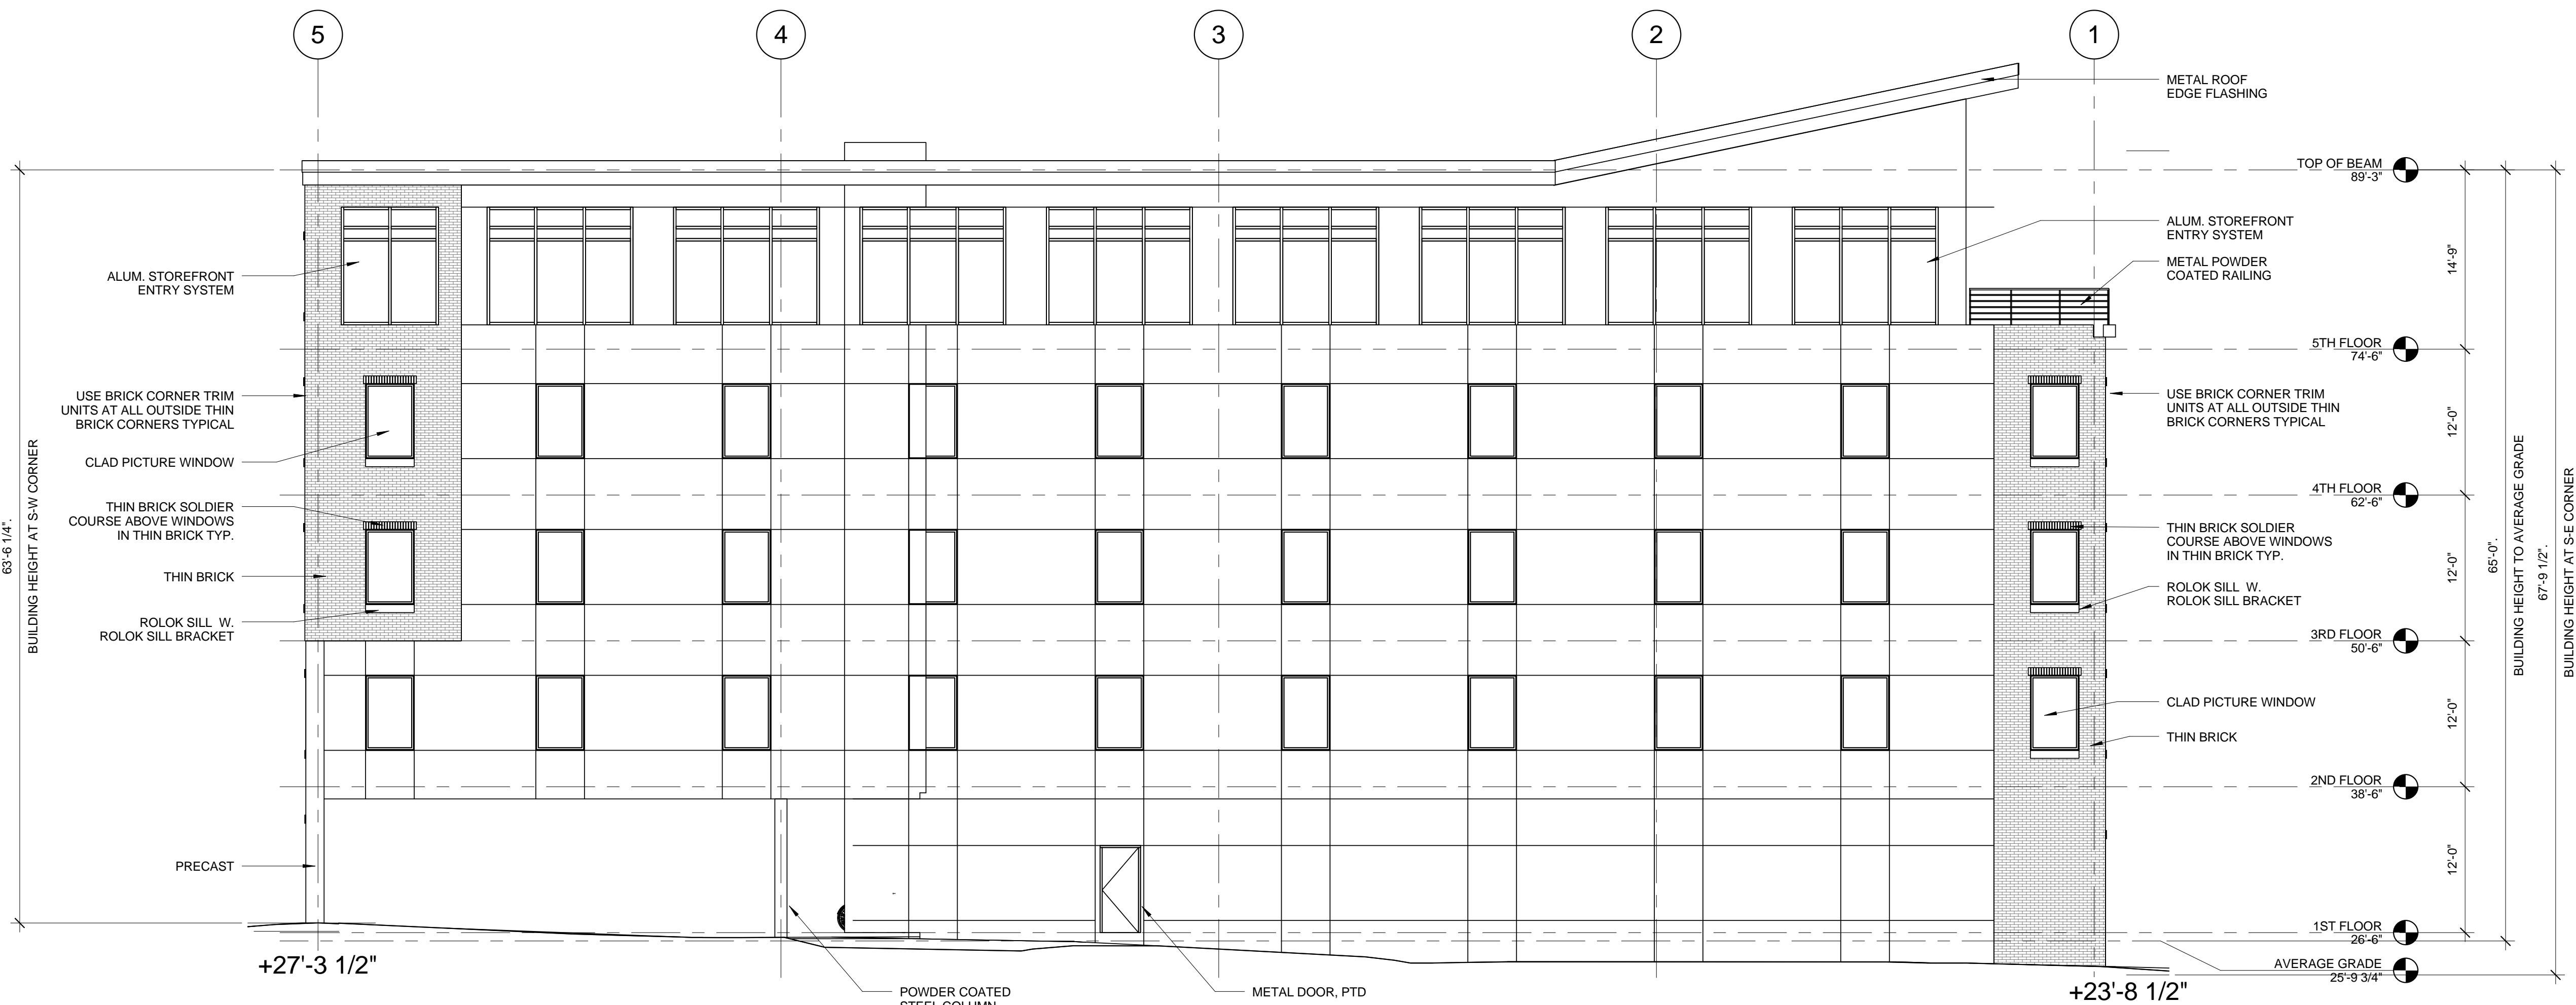 5
4
3
2
1
METAL ROOF
EDGE FLASHING
TOP OF BEAM
89'-3"
ALUM. STOREFRONT
ENTRY SYSTEM
METAL POWDER
COATED RAILING
14'-9"
ALUM. STOREFRONT
ENTRY SYSTEM
5TH FLOOR
74'-6"
USE BRICK CORNER TRIM
UNITS AT ALL OUTSIDE THIN
BRICK CORNERS TYPICAL
USE BRICK CORNER TRIM
UNITS AT ALL OUTSIDE THIN
BRICK CORNERS TYPICAL
12'-0"
CLAD PICTURE WINDOW
4TH FLOOR
62'-6"
THIN BRICK SOLDIER
COURSE ABOVE WINDOWS
IN THIN BRICK TYP.
THIN BRICK SOLDIER
COURSE ABOVE WINDOWS
IN THIN BRICK TYP.
63'-6 1/4".
BUILDING HEIGHT AT S-W CORNER
THIN BRICK
12'-0"
65'-0".
BUILDING HEIGHT TO AVERAGE GRADE
67'-9 1/2".
BUILDING HEIGHT AT S-E CORNER
ROLOK SILL W.
ROLOK SILL BRACKET
ROLOK SILL W.
ROLOK SILL BRACKET
3RD FLOOR
50'-6"
CLAD PICTURE WINDOW
12'-0"
THIN BRICK
2ND FLOOR
38'-6"
PRECAST
12'-0"
1ST FLOOR
26'-6"
+27'-3 1/2"
AVERAGE GRADE
25'-9 3/4"
+23'-8 1/2"
POWDER COATED
STEEL COLUMN
METAL DOOR, PTD